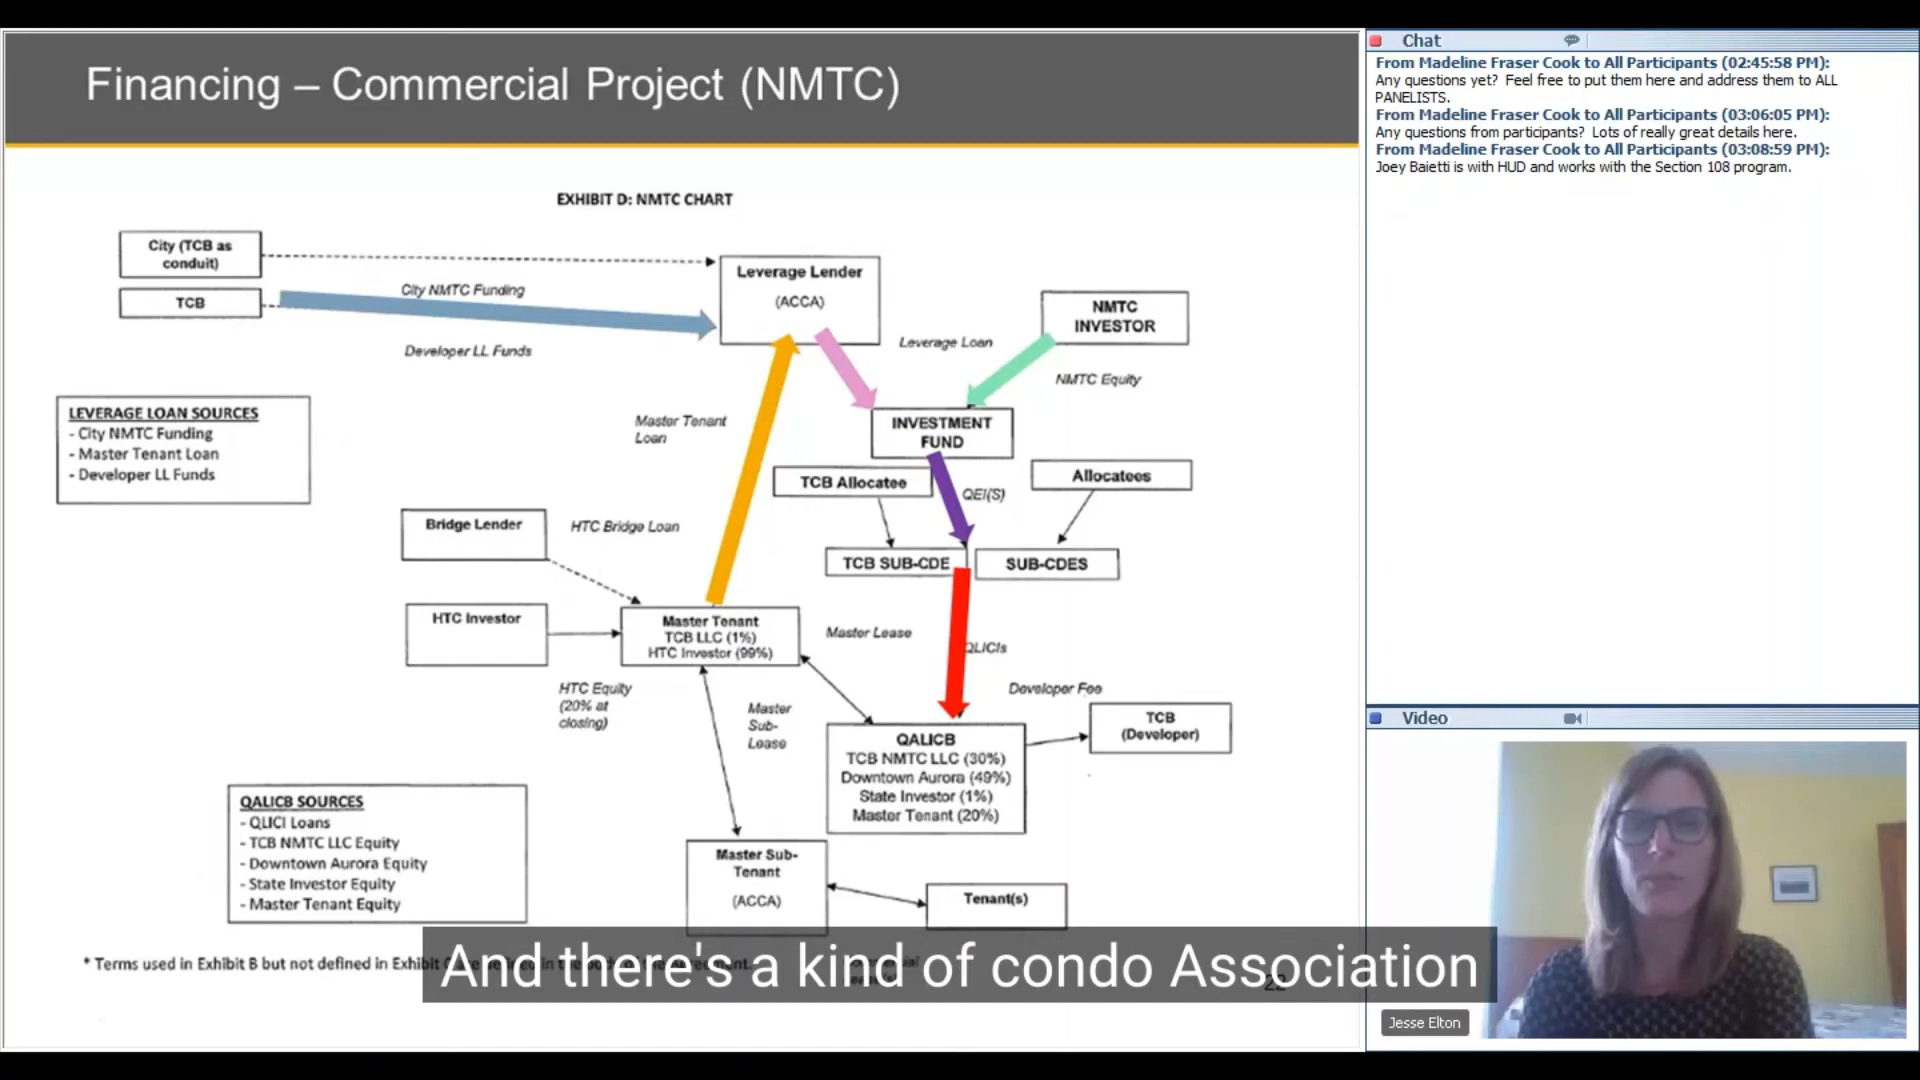 Financing – Commercial Project (NMTC)
EXHIBIT D: NMTC CHART
City (TCB as
conduit)
TCB
City NMTC Funding
Developer LL Funds
Leverage Lender
(ACCA)
NMTC
INVESTOR
Leverage Loan
NMTC Equity
LEVERAGE LOAN SOURCES
- City NMTC Funding
- Master Tenant Loan
- Developer LL Funds
Master Tenant
Loan
INVESTMENT
FUND
TCB Allocatee
QEI(S)
Allocatees
Bridge Lender
HTC Bridge Loan
TCB SUB-CDE
SUB-CDES
HTC Investor
Master Tenant
TCB LLC (1%)
HTC Investor (99%)
Master Lease
QLICIs
HTC Equity
(20% at
closing)
Master
Sub-
Lease
Developer Fee
TCB
(Developer)
QALICB
TCB NMTC LLC (30%)
Downtown Aurora (49%)
State Investor (1%)
Master Tenant (20%)
QALICB SOURCES
- QLICI Loans
- TCB NMTC LLC Equity
- Downtown Aurora Equity
- State Investor Equity
- Master Tenant Equity
Master Sub-
Tenant
(ACCA)
Tenant(s)
* Terms used in Exhibit B but not defined in
And there's a kind of condo Association
22
Chat
From Madeline Fraser Cook to All Participants (02:45:58 PM):
Any questions yet? Feel free to put them here and address them to ALL
PANELISTS.
From Madeline Fraser Cook to All Participants (03:06:05 PM):
Any questions from participants? Lots of really great details here.
From Madeline Fraser Cook to All Participants (03:08:59 PM):
Joey Baietti is with HUD and works with the Section 108 program.
Video
Jesse Elton